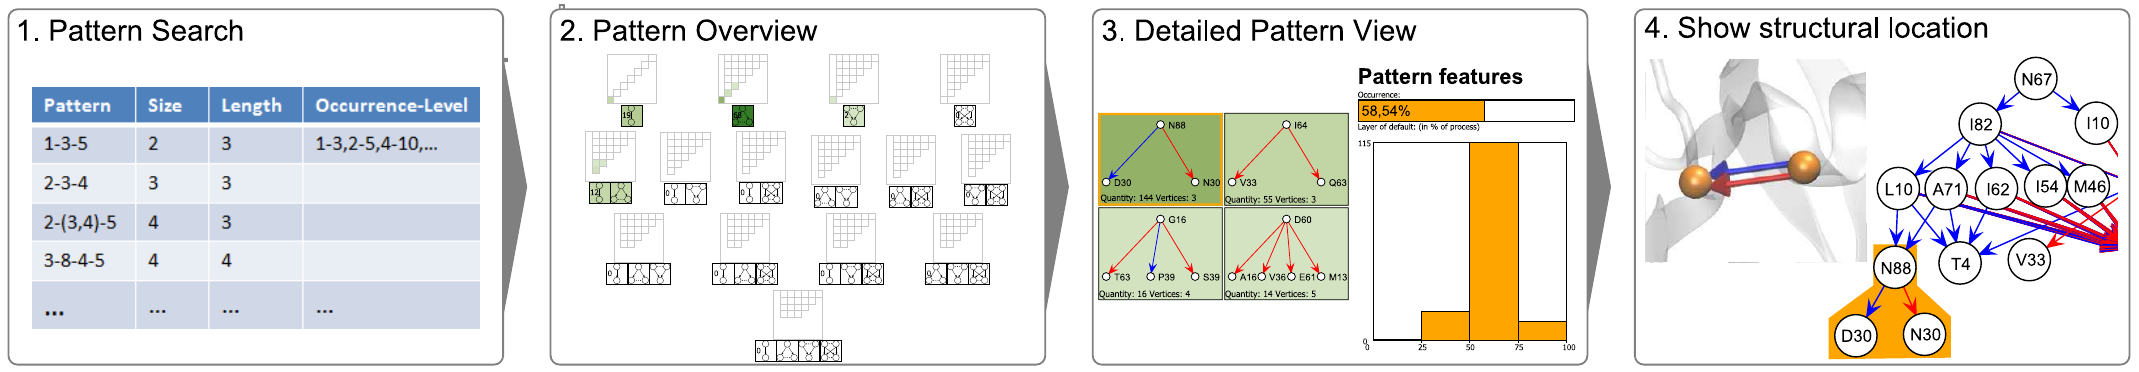 1. Pattern Search
Pattern Size Length Occurrence-Level
1-3-5 2 3 1-3,2-5,4-10,...
2-3-4 3 3
2-(3,4)-5 4 3
3-8-4-5 4 4
... ... ... ...
2. Pattern Overview
19
68
2
0
12
0
0
0
0
0
0
0
0
0
0
3. Detailed Pattern View
N88
D30 N30
Quantity: 144 Vertices: 3
I64
V33 Q63
Quantity: 55 Vertices: 3
G16
T63 P39 S39
Quantity: 16 Vertices: 4
D60
A16 V36 E61 M13
Quantity: 14 Vertices: 5
Pattern features
Occurrence:
58,54%
Layer of default: (in % of process)
115
0
0 25 50 75 100
4. Show structural location
N67
I82 I10
L10 A71 I62 I54 M46
N88 T4 V33
D30 N30